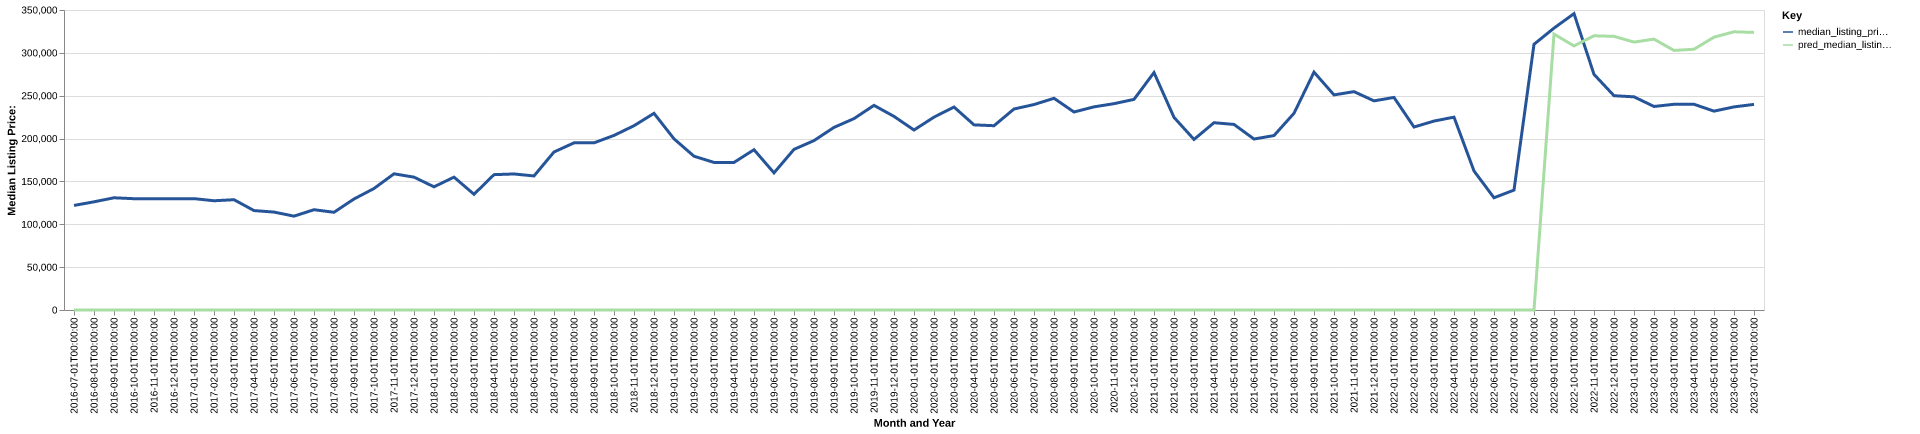 350,000
300,000
250,000
200,000
150,000
100,000
50,000
0
Median Listing Price:
2016-07-01T00:00:00
2016-08-01T00:00:00
2016-09-01T00:00:00
2016-10-01T00:00:00
2016-11-01T00:00:00
2016-12-01T00:00:00
2017-01-01T00:00:00
2017-02-01T00:00:00
2017-03-01T00:00:00
2017-04-01T00:00:00
2017-05-01T00:00:00
2017-06-01T00:00:00
2017-07-01T00:00:00
2017-08-01T00:00:00
2017-09-01T00:00:00
2017-10-01T00:00:00
2017-11-01T00:00:00
2017-12-01T00:00:00
2018-01-01T00:00:00
2018-02-01T00:00:00
2018-03-01T00:00:00
2018-04-01T00:00:00
2018-05-01T00:00:00
2018-06-01T00:00:00
2018-07-01T00:00:00
2018-08-01T00:00:00
2018-09-01T00:00:00
2018-10-01T00:00:00
2018-11-01T00:00:00
2018-12-01T00:00:00
2019-01-01T00:00:00
2019-02-01T00:00:00
2019-03-01T00:00:00
2019-04-01T00:00:00
2019-05-01T00:00:00
2019-06-01T00:00:00
2019-07-01T00:00:00
2019-08-01T00:00:00
2019-09-01T00:00:00
2019-10-01T00:00:00
2019-11-01T00:00:00
2019-12-01T00:00:00
2020-01-01T00:00:00
2020-02-01T00:00:00
2020-03-01T00:00:00
2020-04-01T00:00:00
2020-05-01T00:00:00
2020-06-01T00:00:00
2020-07-01T00:00:00
2020-08-01T00:00:00
2020-09-01T00:00:00
2020-10-01T00:00:00
2020-11-01T00:00:00
2020-12-01T00:00:00
2021-01-01T00:00:00
2021-02-01T00:00:00
2021-03-01T00:00:00
2021-04-01T00:00:00
2021-05-01T00:00:00
2021-06-01T00:00:00
2021-07-01T00:00:00
2021-08-01T00:00:00
2021-09-01T00:00:00
2021-10-01T00:00:00
2021-11-01T00:00:00
2021-12-01T00:00:00
2022-01-01T00:00:00
2022-02-01T00:00:00
2022-03-01T00:00:00
2022-04-01T00:00:00
2022-05-01T00:00:00
2022-06-01T00:00:00
2022-07-01T00:00:00
2022-08-01T00:00:00
2022-09-01T00:00:00
2022-10-01T00:00:00
2022-11-01T00:00:00
2022-12-01T00:00:00
2023-01-01T00:00:00
2023-02-01T00:00:00
2023-03-01T00:00:00
2023-04-01T00:00:00
2023-05-01T00:00:00
2023-06-01T00:00:00
2023-07-01T00:00:00
Month and Year
Key
median_listing_pri…
pred_median_listin…